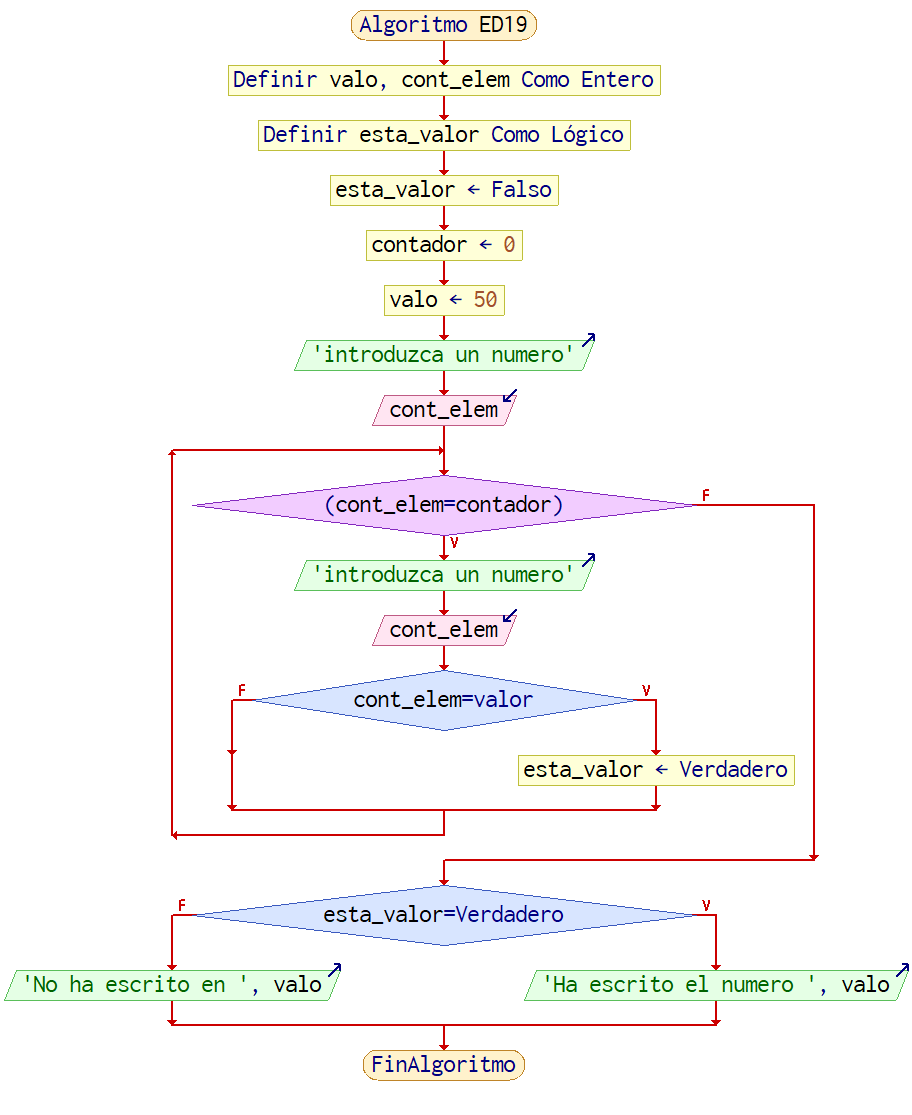 Algoritmo ED19
Definir valo, cont_elem Como Entero
Definir esta_valor Como Lógico
esta_valor ← Falso
contador ← 0
valo ← 50
'introduzca un numero'
cont_elem
(cont_elem=contador)
F
V
'introduzca un numero'
cont_elem
F
V
cont_elem=valor
esta_valor ← Verdadero
F
V
esta_valor=Verdadero
'No ha escrito en ', valo
'Ha escrito el numero ', valo
FinAlgoritmo